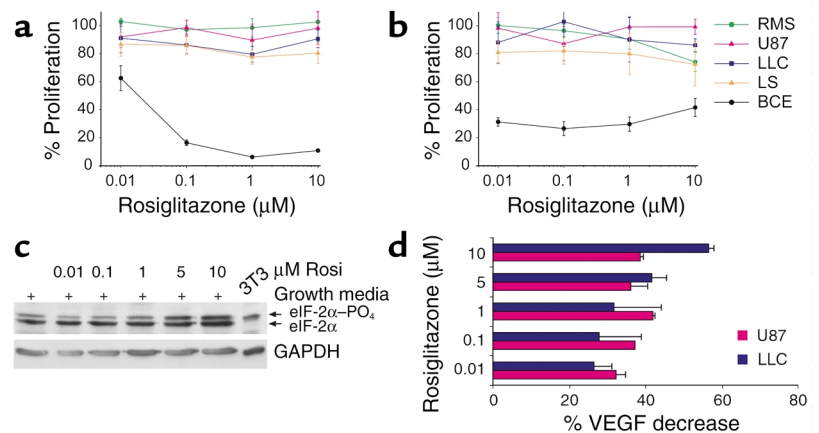 a
100
80
60
40
20
0
% Proliferation
0.01 0.1 1 10
Rosiglitazone (μM)
b
100
80
60
40
20
0
% Proliferation
0.01 0.1 1 10
Rosiglitazone (μM)
RMS
U87
LLC
LS
BCE
c
0.01 0.1 1 5 10 μM Rosi
3T3
+ + + + + + Growth media
eIF-2α–PO₄
eIF-2α
GAPDH
d
Rosiglitazone (μM)
10
5
1
0.1
0.01
U87
LLC
0 20 40 60 80
% VEGF decrease